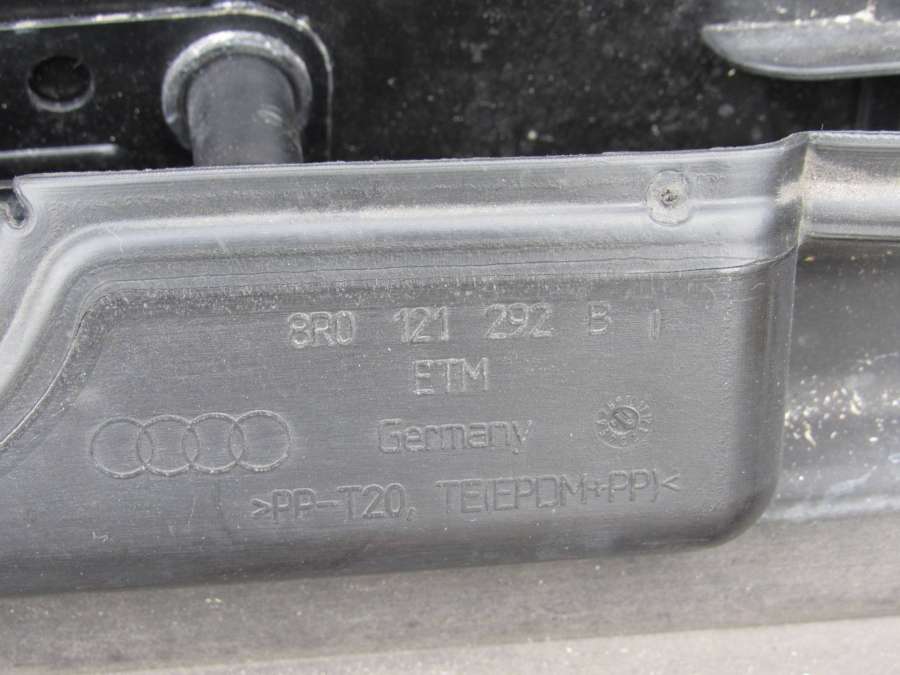 8R0 121 292 B I
ETM
Germany
>PP-T20, TE(EPDM+PP)<